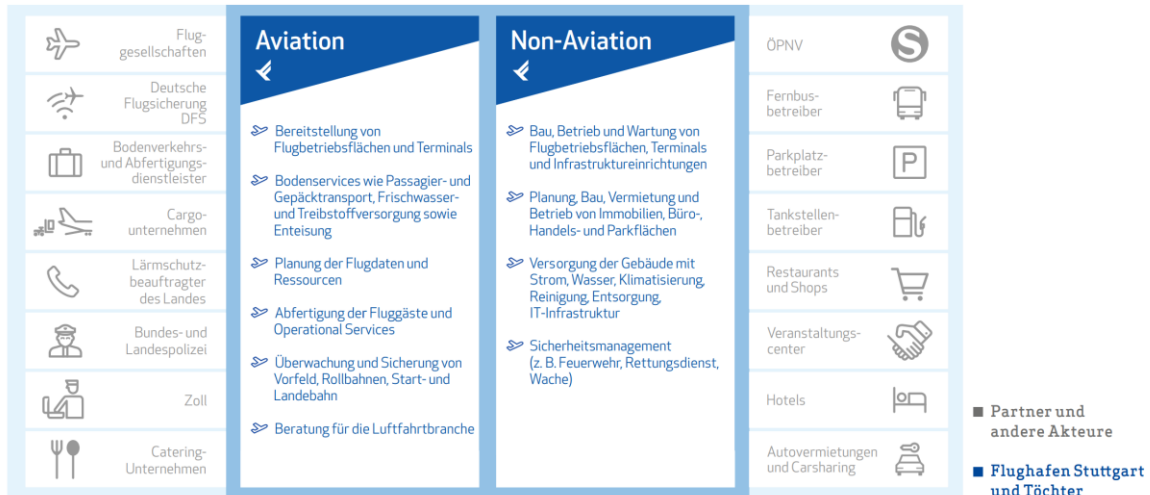 Flug-
gesellschaften
Deutsche
Flugsicherung
DFS
Bodenverkehrs-
und Abfertigungs-
dienstleister
Cargo-
unternehmen
Lärmschutz-
beauftragter
des Landes
Bundes- und
Landespolizei
Zoll
Catering-
Unternehmen
Aviation
Bereitstellung von
Flugbetriebsflächen und Terminals
Bodenservices wie Passagier- und
Gepäcktransport, Frischwasser-
und Treibstoffversorgung sowie
Enteisung
Planung der Flugdaten und
Ressourcen
Abfertigung der Fluggäste und
Operational Services
Überwachung und Sicherung von
Vorfeld, Rollbahnen, Start- und
Landebahn
Beratung für die Luftfahrtbranche
Non-Aviation
Bau, Betrieb und Wartung von
Flugbetriebsflächen, Terminals
und Infrastruktureinrichtungen
Planung, Bau, Vermietung und
Betrieb von Immobilien, Büro-,
Handels- und Parkflächen
Versorgung der Gebäude mit
Strom, Wasser, Klimatisierung,
Reinigung, Entsorgung,
IT-Infrastruktur
Sicherheitsmanagement
(z. B. Feuerwehr, Rettungsdienst,
Wache)
ÖPNV
S
Fernbus-
betreiber
Parkplatz-
betreiber
P
Tankstellen-
betreiber
Restaurants
und Shops
Veranstaltungs-
center
Hotels
Autovermietungen
und Carsharing
Partner und
andere Akteure
Flughafen Stuttgart
und Töchter